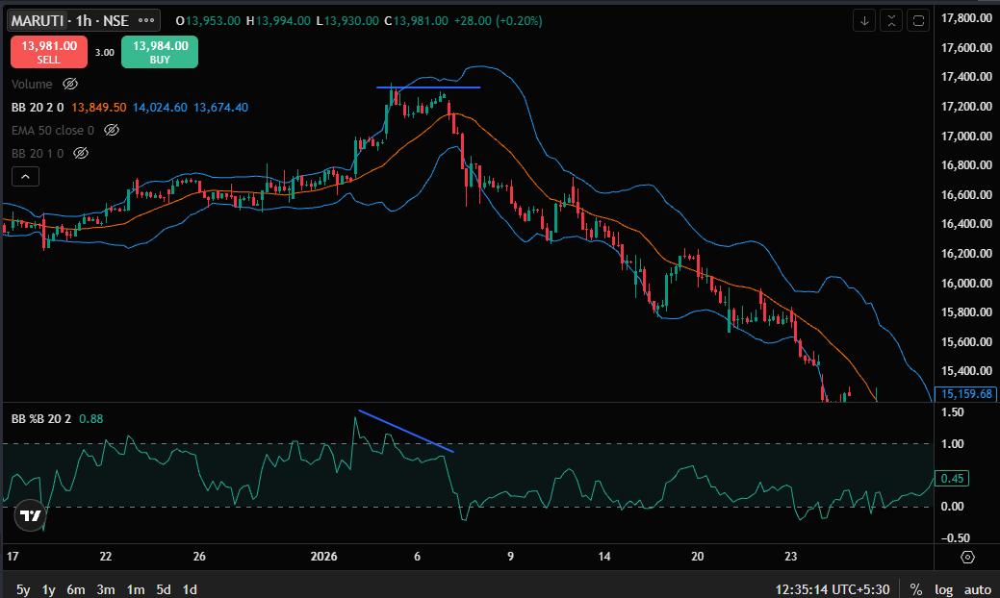 MARUTI · 1h · NSE ••• O13,953.00 H13,994.00 L13,930.00 C13,981.00 +28.00 (+0.20%)
13,981.00 SELL
3.00
13,984.00 BUY
Volume
BB 20 2 0 13,849.50 14,024.60 13,674.40
EMA 50 close 0
BB 20 1 0
17,800.00
17,600.00
17,400.00
17,200.00
17,000.00
16,800.00
16,600.00
16,400.00
16,200.00
16,000.00
15,800.00
15,600.00
15,400.00
15,159.68
BB %B 20 2 0.88
1.50
1.00
0.45
0.00
−0.50
17 22 26 2026 6 9 14 20 23
5y 1y 6m 3m 1m 5d 1d 12:35:14 UTC+5:30 % log auto